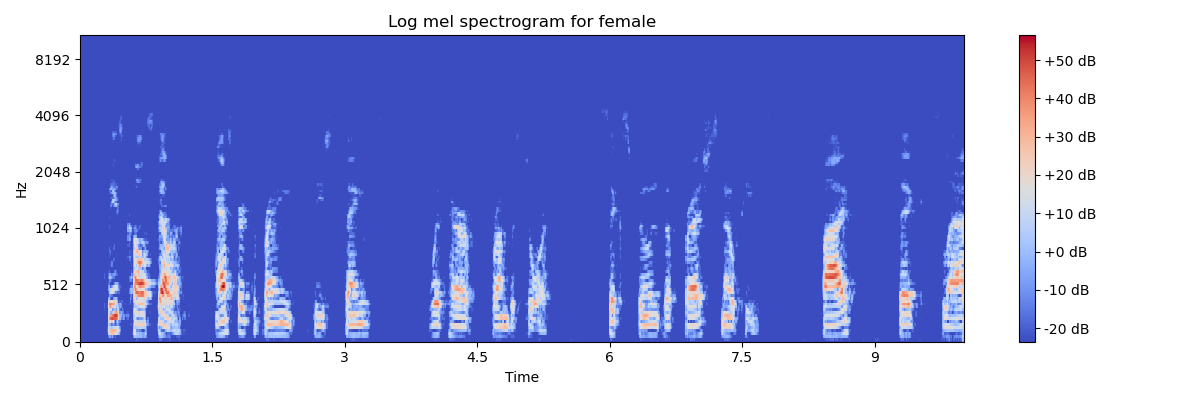 Log mel spectrogram for female
Hz
8192
4096
2048
1024
512
0
0 1.5 3 4.5 6 7.5 9
Time
+50 dB
+40 dB
+30 dB
+20 dB
+10 dB
+0 dB
-10 dB
-20 dB